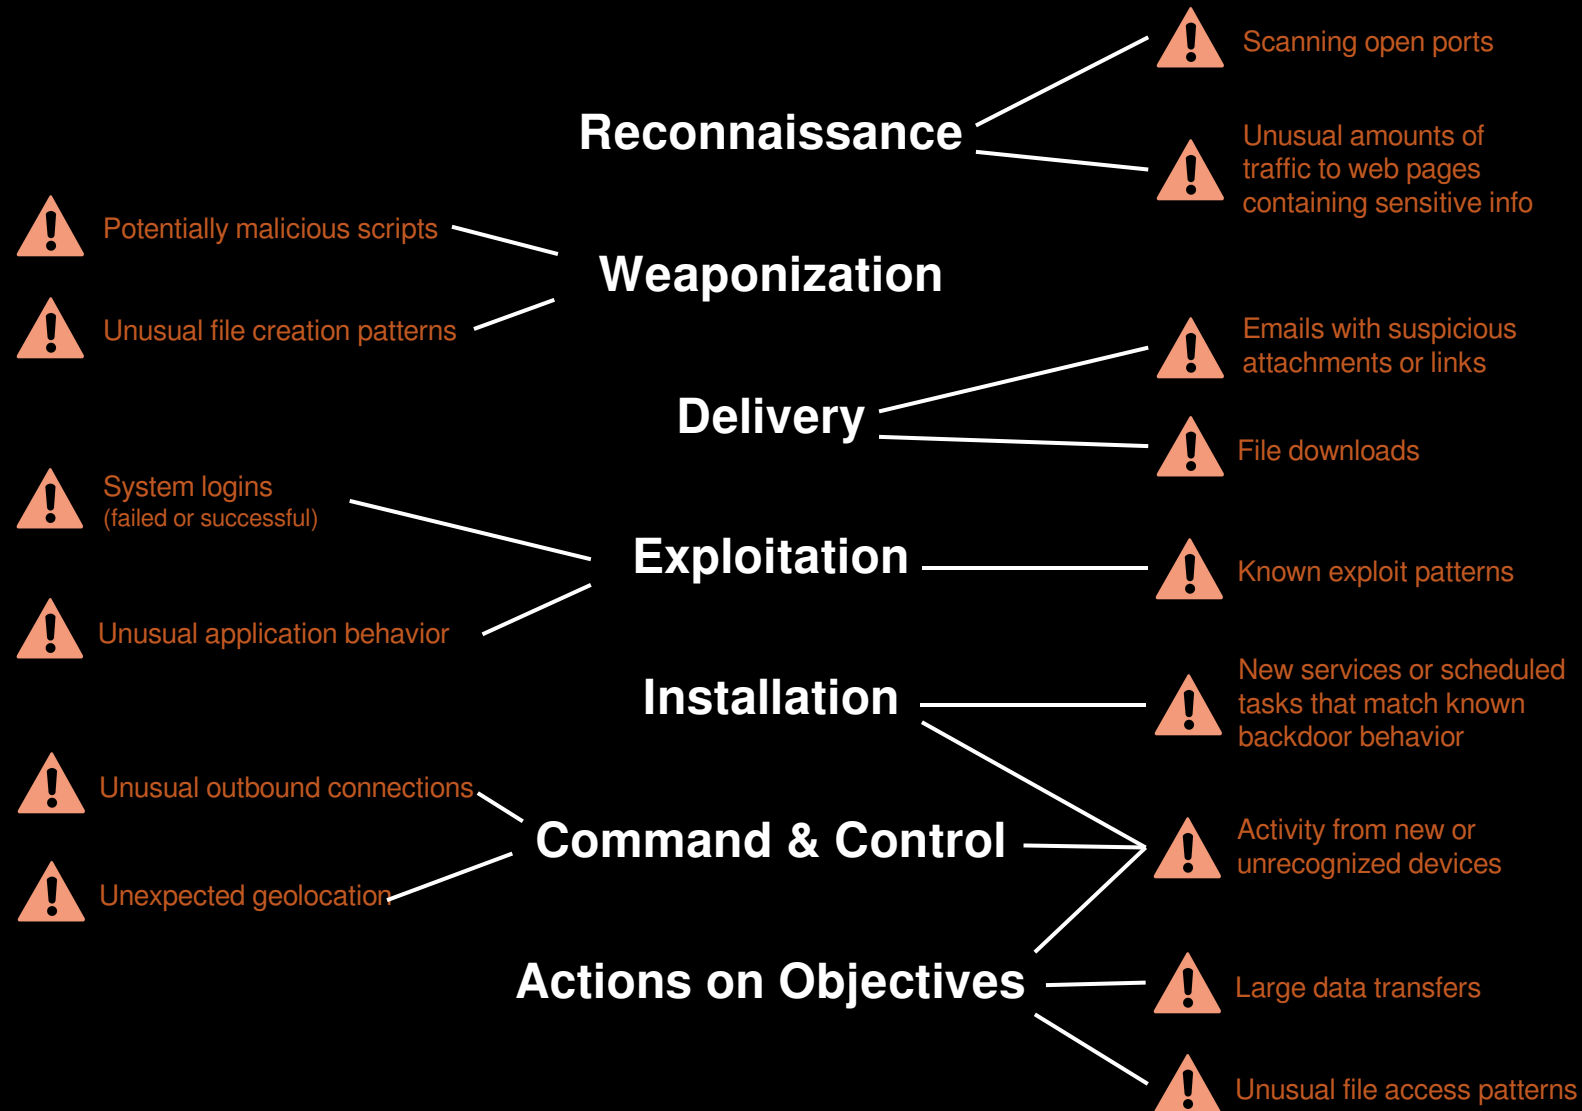 Scanning open ports
Reconnaissance
Unusual amounts of
traffic to web pages
containing sensitive info
Potentially malicious scripts
Weaponization
Unusual file creation patterns
Emails with suspicious
attachments or links
Delivery
File downloads
System logins
(failed or successful)
Exploitation
Known exploit patterns
Unusual application behavior
Installation
New services or scheduled
tasks that match known
backdoor behavior
Unusual outbound connections
Command & Control
Activity from new or
unrecognized devices
Unexpected geolocation
Actions on Objectives
Large data transfers
Unusual file access patterns